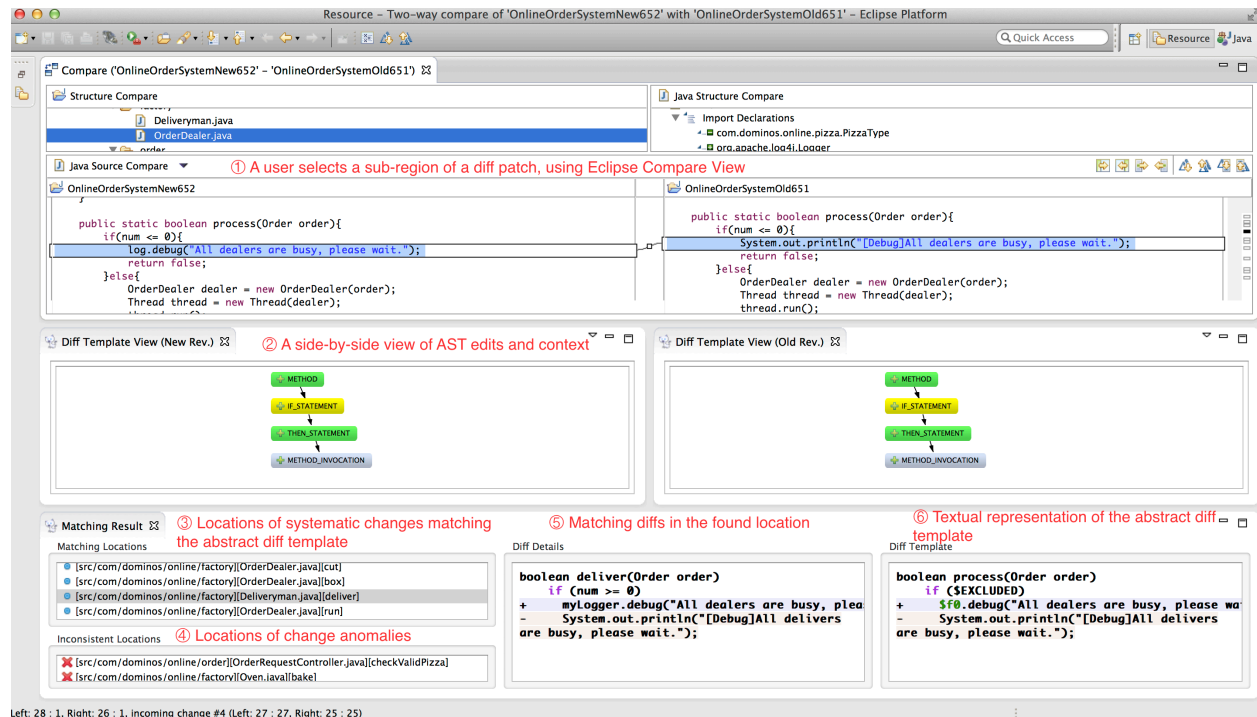 Resource – Two-way compare of 'OnlineOrderSystemNew652' with 'OnlineOrderSystemOld651' – Eclipse Platform
Quick Access
Resource
Java
Compare ('OnlineOrderSystemNew652' – 'OnlineOrderSystemOld651')
Structure Compare
Java Structure Compare
factory
Deliveryman.java
OrderDealer.java
order
Import Declarations
com.dominos.online.pizza.PizzaType
org.apache.log4j.Logger
Java Source Compare
① A user selects a sub-region of a diff patch, using Eclipse Compare View
OnlineOrderSystemNew652
OnlineOrderSystemOld651
}
public static boolean process(Order order){
if(num <= 0){
log.debug("All dealers are busy, please wait.");
return false;
}else{
OrderDealer dealer = new OrderDealer(order);
Thread thread = new Thread(dealer);
thread.run();
public static boolean process(Order order){
if(num <= 0){
System.out.println("[Debug]All dealers are busy, please wait.");
return false;
}else{
OrderDealer dealer = new OrderDealer(order);
Thread thread = new Thread(dealer);
thread.run();
Diff Template View (New Rev.)
② A side-by-side view of AST edits and context
Diff Template View (Old Rev.)
METHOD
IF_STATEMENT
THEN_STATEMENT
METHOD_INVOCATION
METHOD
IF_STATEMENT
THEN_STATEMENT
METHOD_INVOCATION
Matching Result
③ Locations of systematic changes matching
the abstract diff template
Matching Locations
[src/com/dominos/online/factory][OrderDealer.java][cut]
[src/com/dominos/online/factory][OrderDealer.java][box]
[src/com/dominos/online/factory][Deliveryman.java][deliver]
[src/com/dominos/online/factory][OrderDealer.java][run]
Inconsistent Locations
④ Locations of change anomalies
[src/com/dominos/online/order][OrderRequestController.java][checkValidPizza]
[src/com/dominos/online/factory][Oven.java][bake]
⑤ Matching diffs in the found location
Diff Details
boolean deliver(Order order)
if (num >= 0)
+ myLogger.debug("All dealers are busy, plea
- System.out.println("[Debug]All delivers
are busy, please wait.");
⑥ Textual representation of the abstract diff
template
Diff Template
boolean process(Order order)
if ($EXCLUDED)
+ $f0.debug("All dealers are busy, please wa
- System.out.println("[Debug]All delivers
are busy, please wait.");
Left: 28 : 1, Right: 26 : 1, incoming change #4 (Left: 27 : 27, Right: 25 : 25)